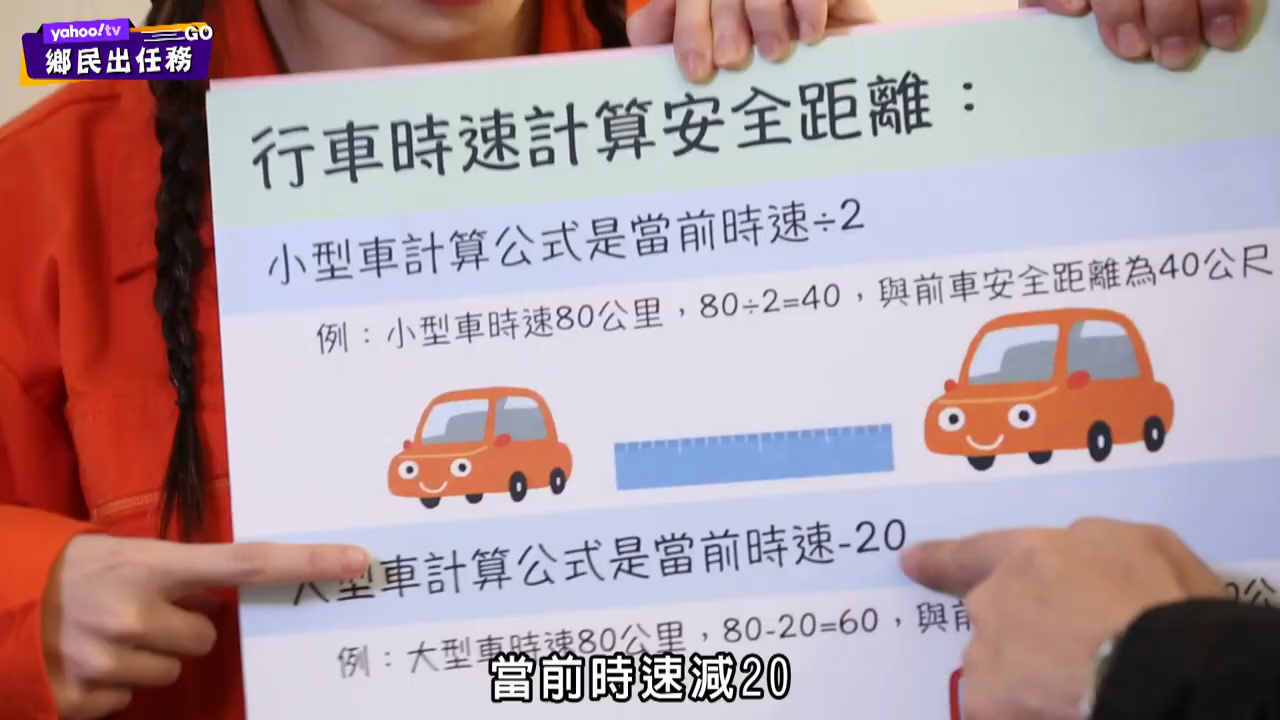 yahoo!tv
GO
鄉民出任務
行車時速計算安全距離：
小型車計算公式是當前時速÷2
例：小型車時速80公里，80÷2=40，與前車安全距離為40公尺
大型車計算公式是當前時速-20
例：大型車時速80公里，80-20=60，與前
當前時速減20